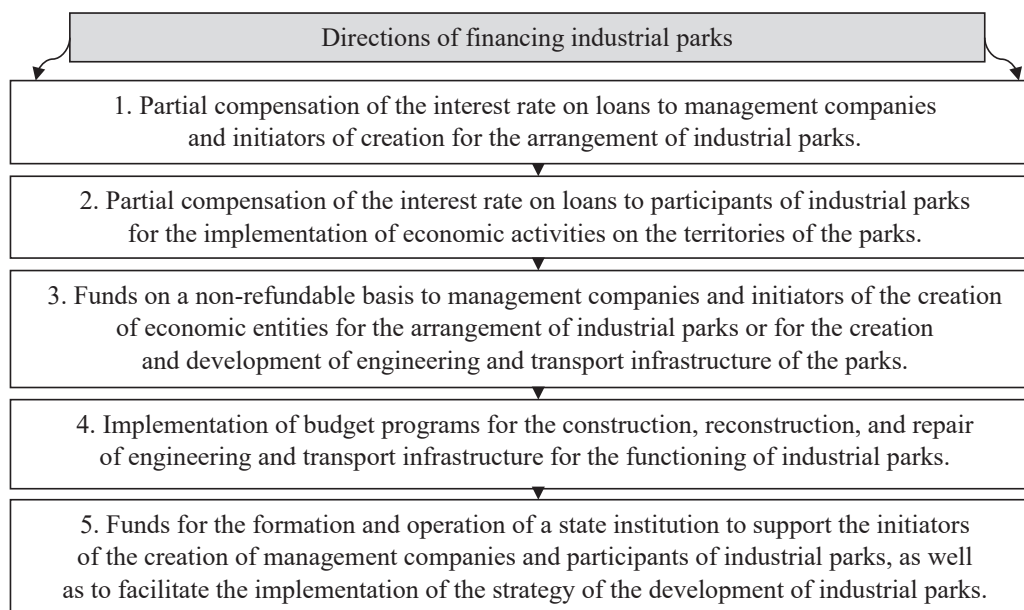 Directions of financing industrial parks
1. Partial compensation of the interest rate on loans to management companies
and initiators of creation for the arrangement of industrial parks.
2. Partial compensation of the interest rate on loans to participants of industrial parks
for the implementation of economic activities on the territories of the parks.
3. Funds on a non-refundable basis to management companies and initiators of the creation
of economic entities for the arrangement of industrial parks or for the creation
and development of engineering and transport infrastructure of the parks.
4. Implementation of budget programs for the construction, reconstruction, and repair
of engineering and transport infrastructure for the functioning of industrial parks.
5. Funds for the formation and operation of a state institution to support the initiators
of the creation of management companies and participants of industrial parks, as well
as to facilitate the implementation of the strategy of the development of industrial parks.